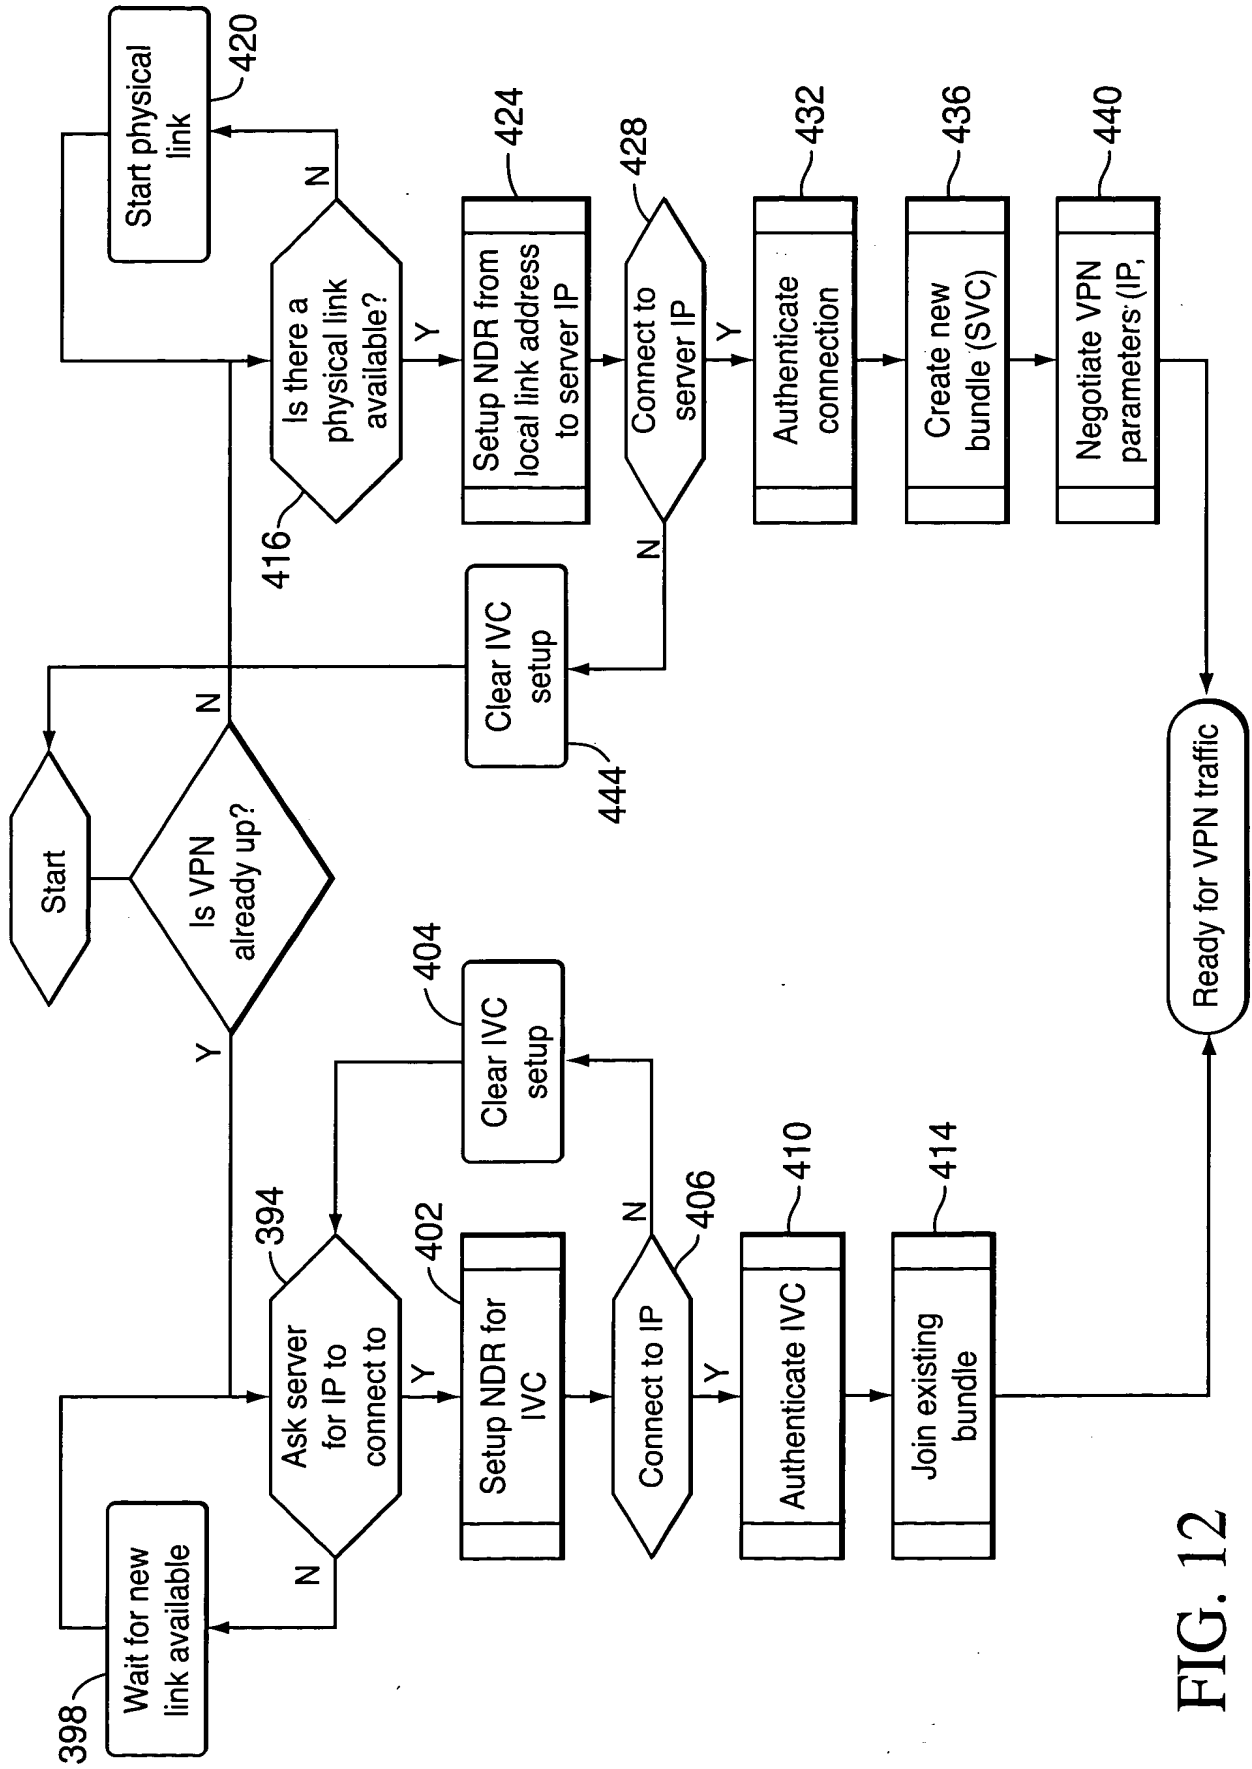 Start
Is VPN
already up?
Y
N
398
Wait for new
link available
394
Ask server
for IP to
connect to
N
Y
402
Setup NDR for
IVC
404
Clear IVC
setup
406
Connect to IP
N
Y
410
Authenticate IVC
414
Join existing
bundle
420
Start physical
link
416
Is there a
physical link
available?
N
Y
424
Setup NDR from
local link address
to server IP
428
Connect to
server IP
N
Y
444
Clear IVC
setup
432
Authenticate
connection
436
Create new
bundle (SVC)
440
Negotiate VPN
parameters (IP,
Ready for VPN traffic
FIG. 12